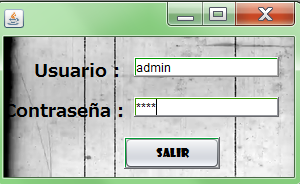 Usuario : admin
Contraseña : ****
SALIR